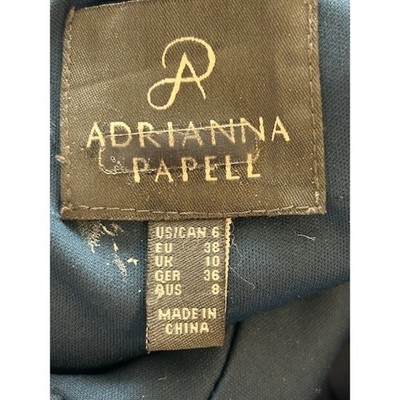 AP
ADRIANNA
PAPELL
US/CAN 6
EU 38
UK 10
GER 36
AUS 8
MADE IN
CHINA